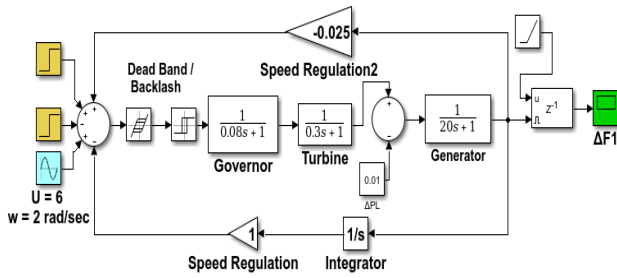 -0.025
Speed Regulation2
Dead Band /
Backlash
1
0.08s + 1
Governor
1
0.3s + 1
Turbine
1
20s + 1
Generator
0.01
ΔPL
u
z-1
ΔF1
U = 6
w = 2 rad/sec
1
Speed Regulation
1/s
Integrator